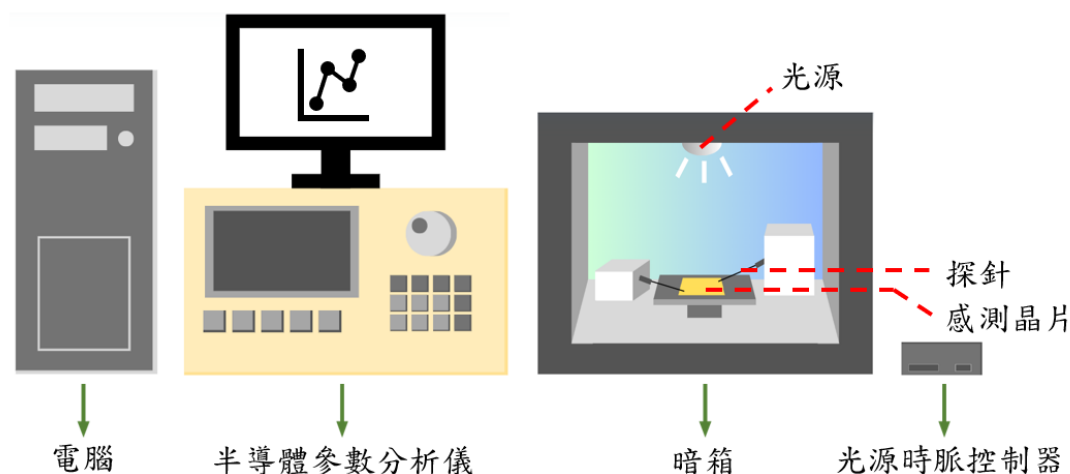 光源
探針
感測晶片
電腦
半導體參數分析儀
暗箱
光源時脈控制器